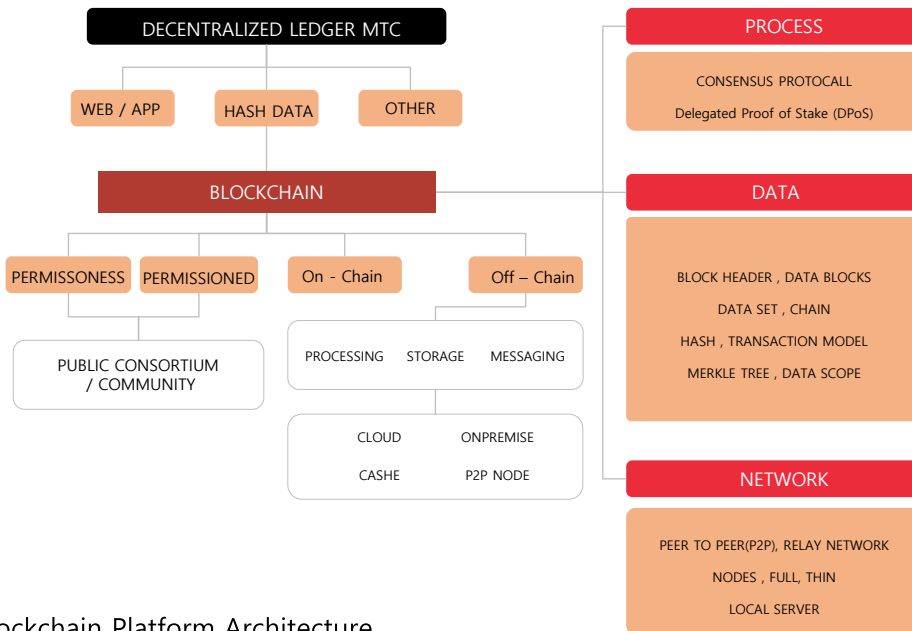 DECENTRALIZED LEDGER MTC
WEB / APP
HASH DATA
OTHER
BLOCKCHAIN
PERMISSONESS
PERMISSIONED
On - Chain
Off – Chain
PUBLIC CONSORTIUM
/ COMMUNITY
PROCESSING STORAGE MESSAGING
CLOUD ONPREMISE
CASHE P2P NODE
PROCESS
CONSENSUS PROTOCALL
Delegated Proof of Stake (DPoS)
DATA
BLOCK HEADER , DATA BLOCKS
DATA SET , CHAIN
HASH , TRANSACTION MODEL
MERKLE TREE , DATA SCOPE
NETWORK
PEER TO PEER(P2P), RELAY NETWORK
NODES , FULL, THIN
LOCAL SERVER
Platform Architecture